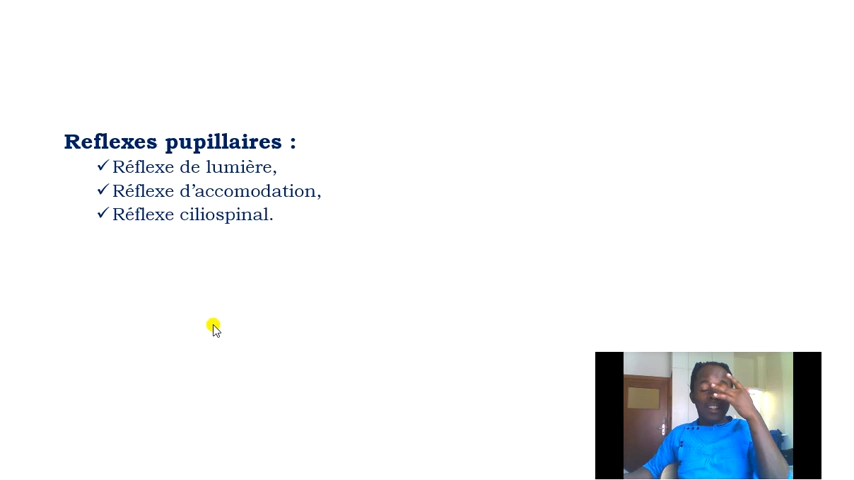 Reflexes pupillaires :
✓Réflexe de lumière,
✓Réflexe d’accomodation,
✓Réflexe ciliospinal.